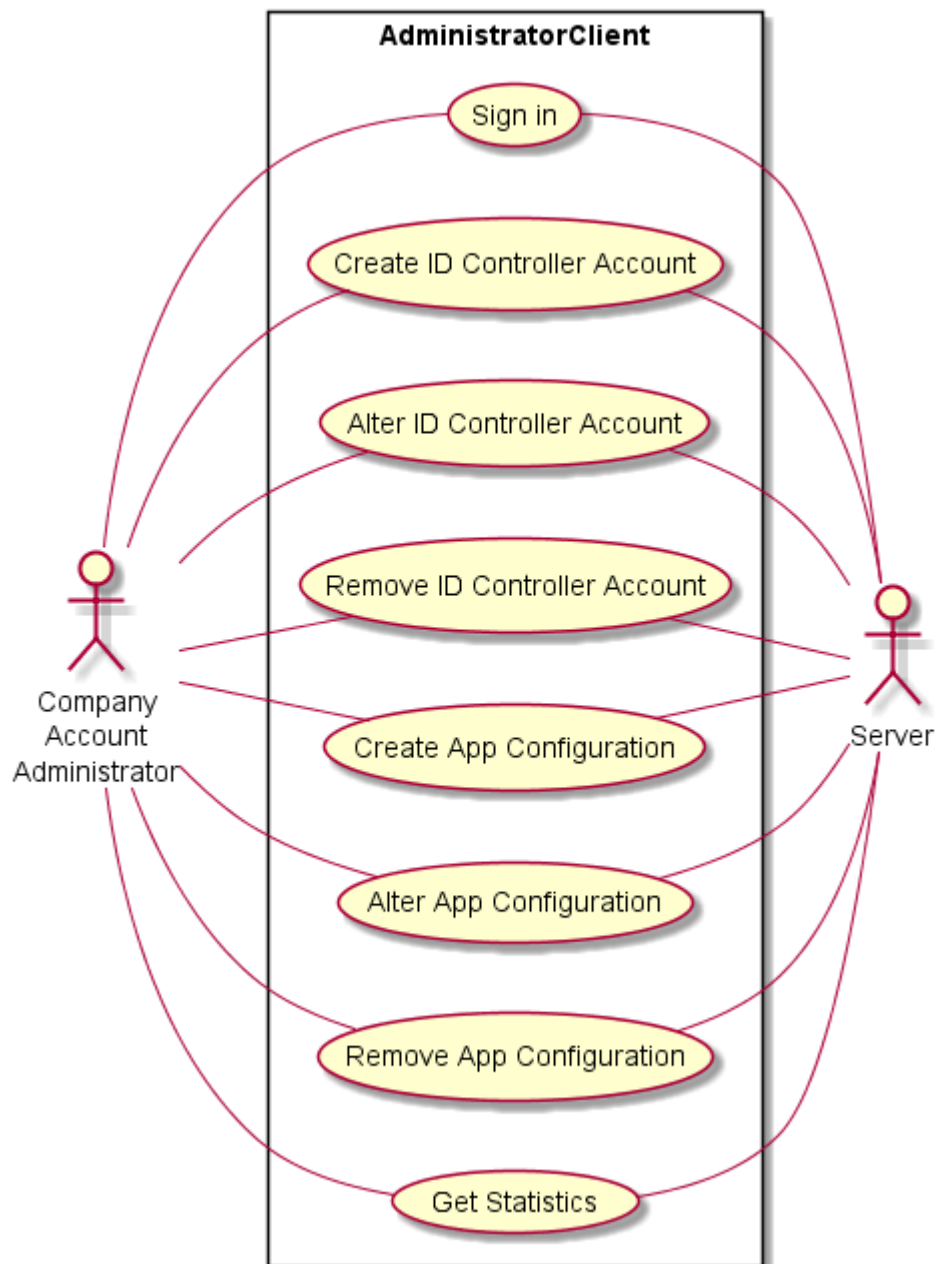 AdministratorClient
Sign in
Create ID Controller Account
Alter ID Controller Account
Remove ID Controller Account
Company
Account
Administrator
Server
Create App Configuration
Alter App Configuration
Remove App Configuration
Get Statistics